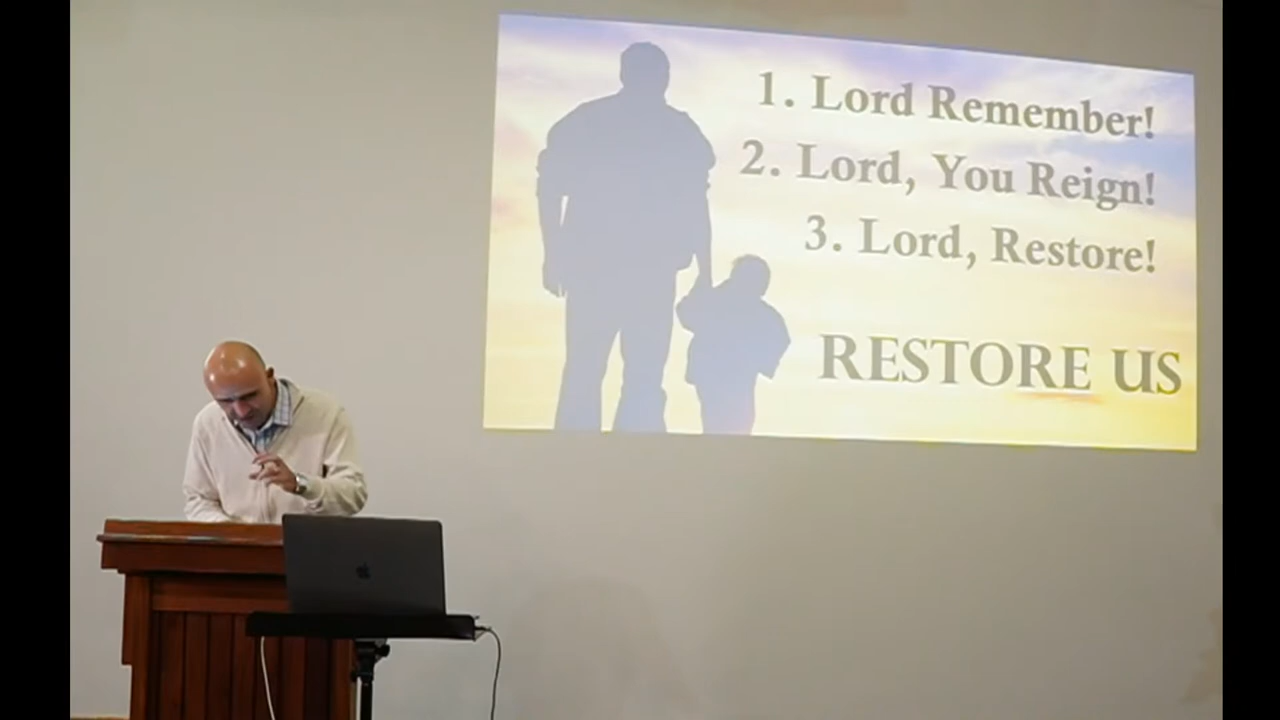 1. Lord Remember!
2. Lord, You Reign!
3. Lord, Restore!
RESTORE US